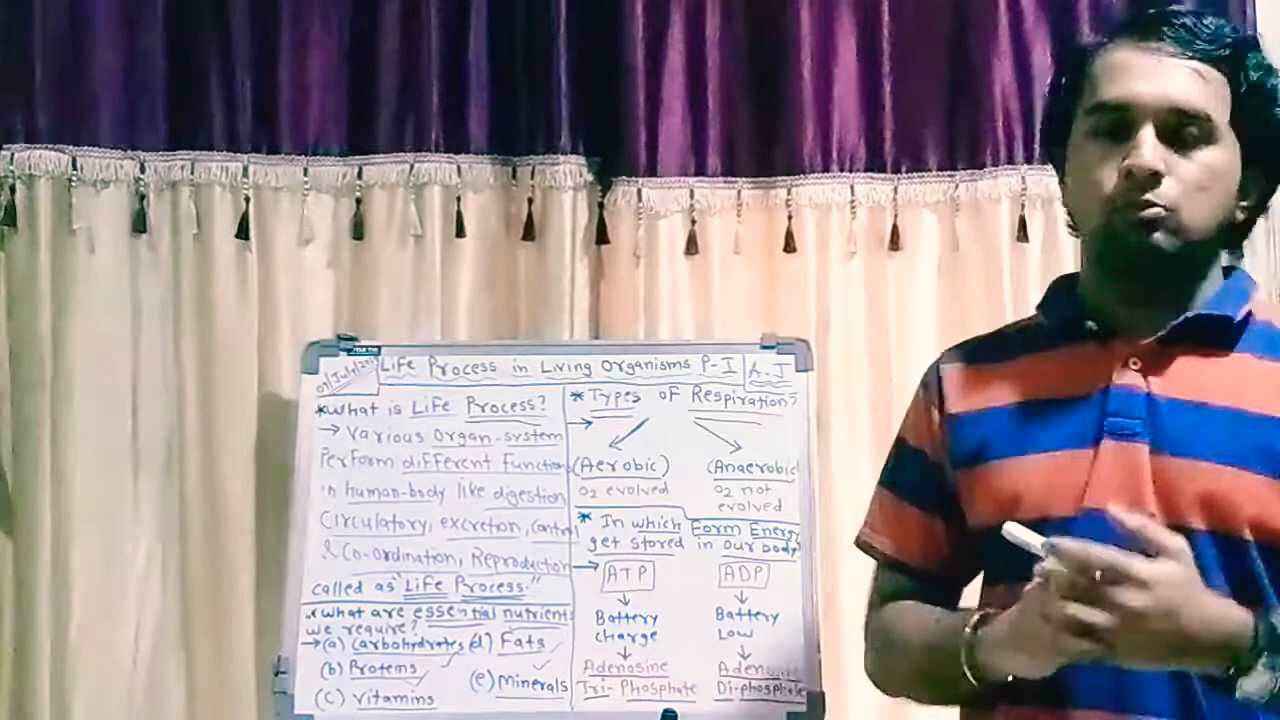 Life Process in Living Organisms P-I
A.J
*What is Life Process?
→ Various Organ-system
Perform different Function
in human-body like digestion,
Circulatory, excretion, Control
& Co-ordination, Reproduction
called as "Life Process."
*what are essential nutrients
we require?
→(a) Carbohydrates (d) Fats
(b) Proteins
(e) Minerals
(C) Vitamins
*Types of Respiration?
(Aerobic) (Anaerobic)
O2 evolved O2 not
evolved
* In which Form Energy
get stored in our body?
ATP ADP
Battery Battery
charge Low
Adenosine Adenosine
Tri-Phosphate Di-phosphate